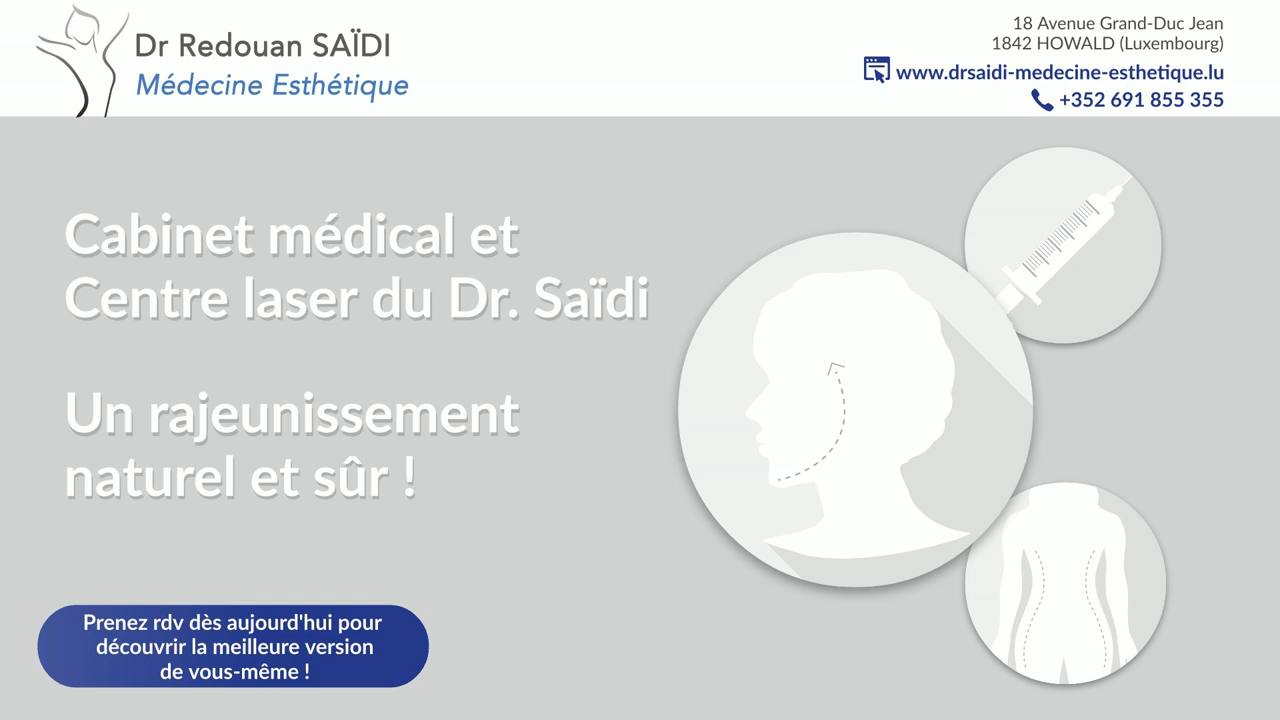 Dr Redouan SAÏDI
Médecine Esthétique
18 Avenue Grand-Duc Jean
1842 HOWALD (Luxembourg)
www.drsaidi-medecine-esthetique.lu
+352 691 855 355
Cabinet médical et
Centre laser du Dr. Saïdi
Un rajeunissement
naturel et sûr !
Prenez rdv dès aujourd'hui pour
découvrir la meilleure version
de vous-même !